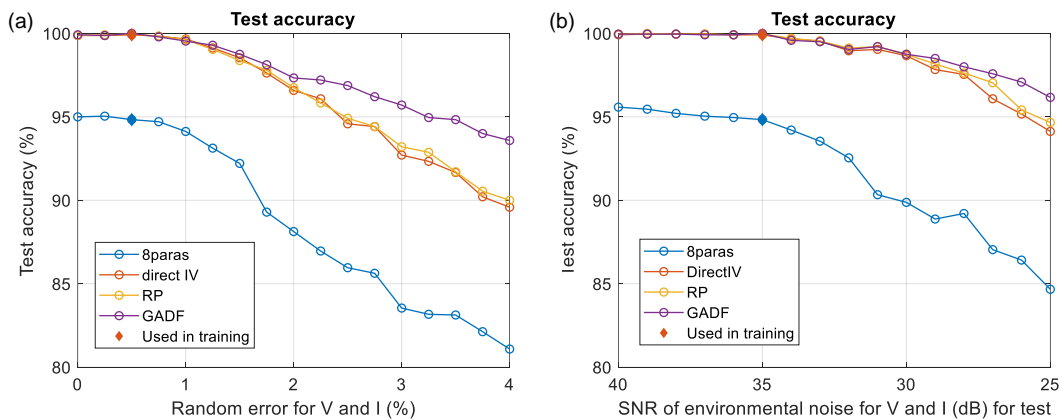 (a)
Test accuracy
Test accuracy (%)
100
95
90
85
80
0
1
2
3
4
Random error for V and I (%)
8paras
direct IV
RP
GADF
Used in training
(b)
Test accuracy
Iest accuracy (%)
100
95
90
85
80
40
35
30
25
SNR of environmental noise for V and I (dB) for test
8paras
DirectIV
RP
GADF
Used in training